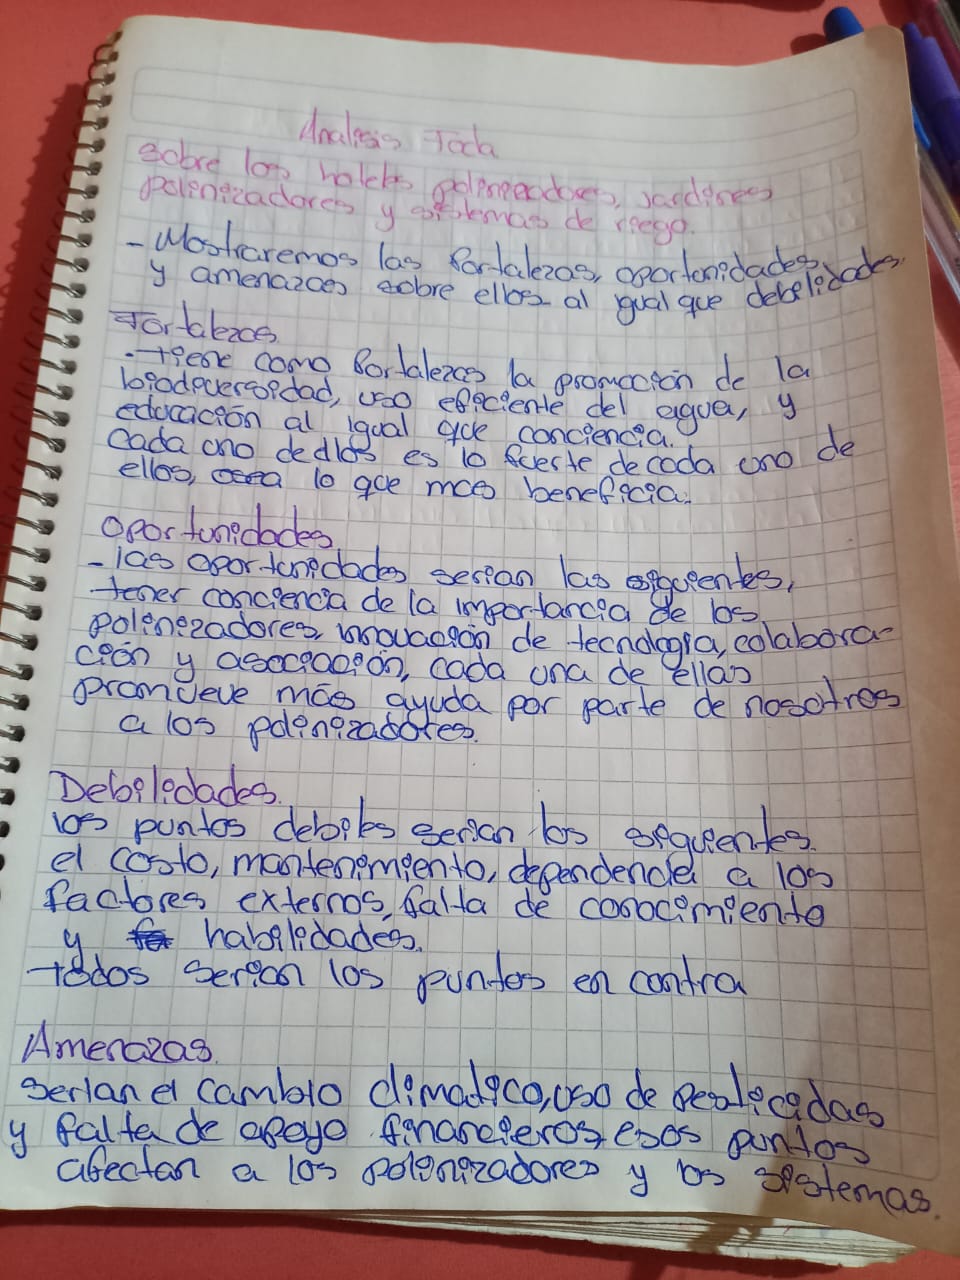 Analisis Foda
sobre los hoteles polinizadores, jardines
polinizadores y sistemas de riego.
- Mostraremos las fortalezas, oportunidades,
y amenazas sobre ellos al igual que debelidades.
Fortalezas
- tiene como fortalezas la promoción de la
biodiversidad, uso eficiente del agua, y
educación al igual que conciencia.
Cada uno de ellos es lo fuerte de cada uno de
ellos, osea lo que mas beneficia.
Oportunidades
- las oportunidades serian las siguientes,
tener conciencia de la importancia de los
polinizadores, innovación de tecnología, colabora-
ción y asociación, cada una de ellas
promueve más ayuda por parte de nosotros
a los polinizadores.
Debilidades.
los puntos debiles serian los siguientes.
el costo, mantenimiento, dependencia a los
factores externos, falta de conocimiento
y habilidades.
todos serian los puntos en contra
Amenazas.
Serian el cambio climatico, uso de pesticidas
y falta de apoyo financieros, esos puntos
afectan a los polinizadores y los sistemas.